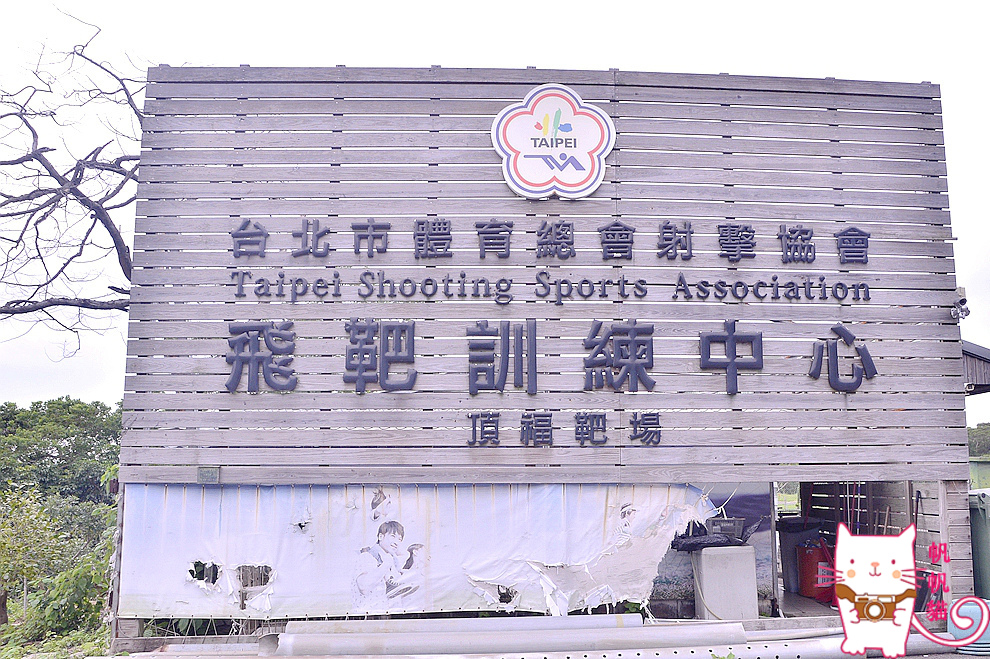 TAIPEI
台北市體育總會射擊協會
Taipei Shooting Sports Association
飛靶訓練中心
頂福靶場
帆帆貓